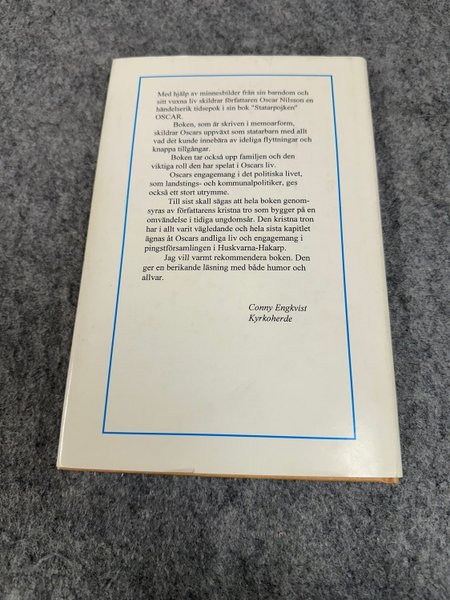 Med hjälp av minnesbilder från sin barndom och
sitt vuxna liv skildrar författaren Oscar Nilsson en
händelserik tidsepok i sin bok "Statarpojken"
OSCAR.
Boken, som är skriven i memoarform,
skildrar Oscars uppväxt som statarbarn med allt
vad det kunde innebära av ideliga flyttningar och
knappa tillgångar.
Boken tar också upp familjen och den
viktiga roll den har spelat i Oscars liv.
Oscars engagemang i det politiska livet,
som landstings- och kommunalpolitiker, ges
också ett stort utrymme.
Till sist skall sägas att hela boken genom-
syras av författarens kristna tro som bygger på en
omvändelse i tidiga ungdomsår. Den kristna tron
har i allt varit vägledande och hela sista kapitlet
ägnas åt Oscars andliga liv och engagemang i
pingstförsamlingen i Huskvarna-Hakarp.
Jag vill varmt rekommendera boken. Den
ger en berikande läsning med både humor och
allvar.
Conny Engkvist
Kyrkoherde